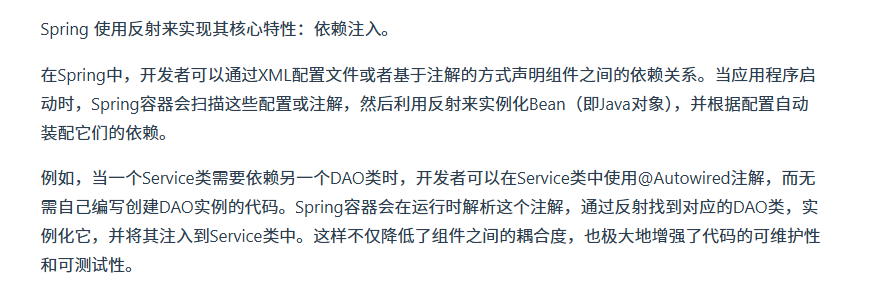 Spring 使用反射来实现其核心特性：依赖注入。
在Spring中，开发者可以通过XML配置文件或者基于注解的方式声明组件之间的依赖关系。当应用程序启
动时，Spring容器会扫描这些配置或注解，然后利用反射来实例化Bean（即Java对象），并根据配置自动
装配它们的依赖。
例如，当一个Service类需要依赖另一个DAO类时，开发者可以在Service类中使用@Autowired注解，而无
需自己编写创建DAO实例的代码。Spring容器会在运行时解析这个注解，通过反射找到对应的DAO类，实
例化它，并将其注入到Service类中。这样不仅降低了组件之间的耦合度，也极大地增强了代码的可维护性
和可测试性。